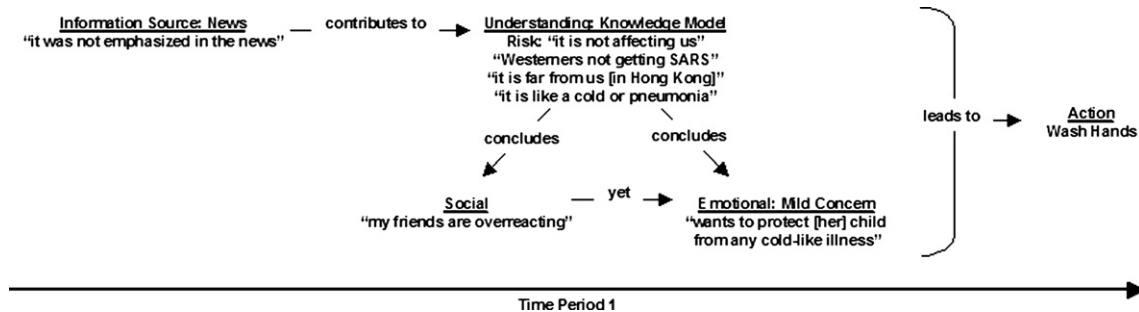 Information Source: News
"it was not emphasized in the news"
contributes to
Understanding: Knowledge Model
Risk: "it is not affecting us"
"Westerners not getting SARS"
"it is far from us [in Hong Kong]"
"it is like a cold or pneumonia"
leads to
Action
Wash Hands
concludes
concludes
Social
"my friends are overreacting"
yet
Emotional: Mild Concern
"wants to protect [her] child
from any cold-like illness"
Time Period 1